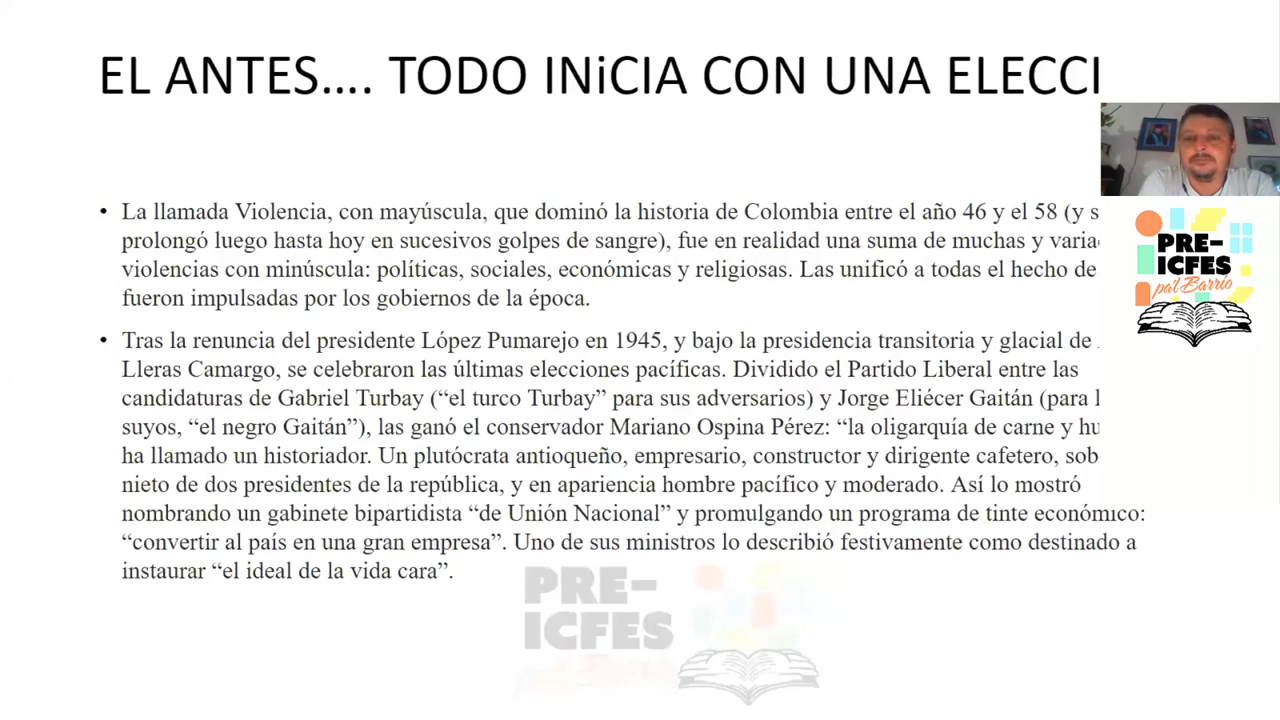 EL ANTES…. TODO INiCIA CON UNA ELECCI
• La llamada Violencia, con mayúscula, que dominó la historia de Colombia entre el año 46 y el 58 (y s
prolongó luego hasta hoy en sucesivos golpes de sangre), fue en realidad una suma de muchas y varia
violencias con minúscula: políticas, sociales, económicas y religiosas. Las unificó a todas el hecho de
fueron impulsadas por los gobiernos de la época.
• Tras la renuncia del presidente López Pumarejo en 1945, y bajo la presidencia transitoria y glacial de
Lleras Camargo, se celebraron las últimas elecciones pacíficas. Dividido el Partido Liberal entre las
candidaturas de Gabriel Turbay (“el turco Turbay” para sus adversarios) y Jorge Eliécer Gaitán (para l
suyos, “el negro Gaitán”), las ganó el conservador Mariano Ospina Pérez: “la oligarquía de carne y hu
ha llamado un historiador. Un plutócrata antioqueño, empresario, constructor y dirigente cafetero, sob
nieto de dos presidentes de la república, y en apariencia hombre pacífico y moderado. Así lo mostró
nombrando un gabinete bipartidista “de Unión Nacional” y promulgando un programa de tinte económico:
“convertir al país en una gran empresa”. Uno de sus ministros lo describió festivamente como destinado a
instaurar “el ideal de la vida cara”.
PRE-
ICFES
pa'l Barrio
PRE-
ICFES